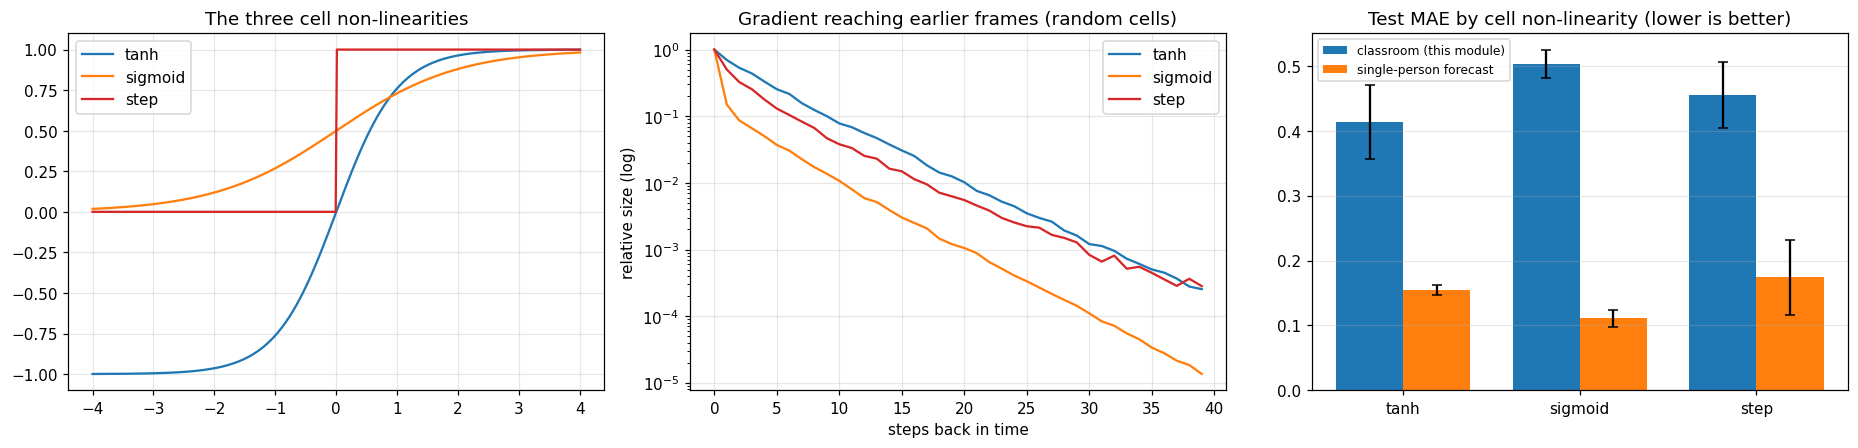 The three cell non-linearities
tanh
sigmoid
step
1.00
0.75
0.50
0.25
0.00
−0.25
−0.50
−0.75
−1.00
−4 −3 −2 −1 0 1 2 3 4
Gradient reaching earlier frames (random cells)
tanh
sigmoid
step
relative size (log)
10⁰
10⁻¹
10⁻²
10⁻³
10⁻⁴
10⁻⁵
0 5 10 15 20 25 30 35 40
steps back in time
Test MAE by cell non-linearity (lower is better)
classroom (this module)
single-person forecast
0.5
0.4
0.3
0.2
0.1
0.0
tanh sigmoid step